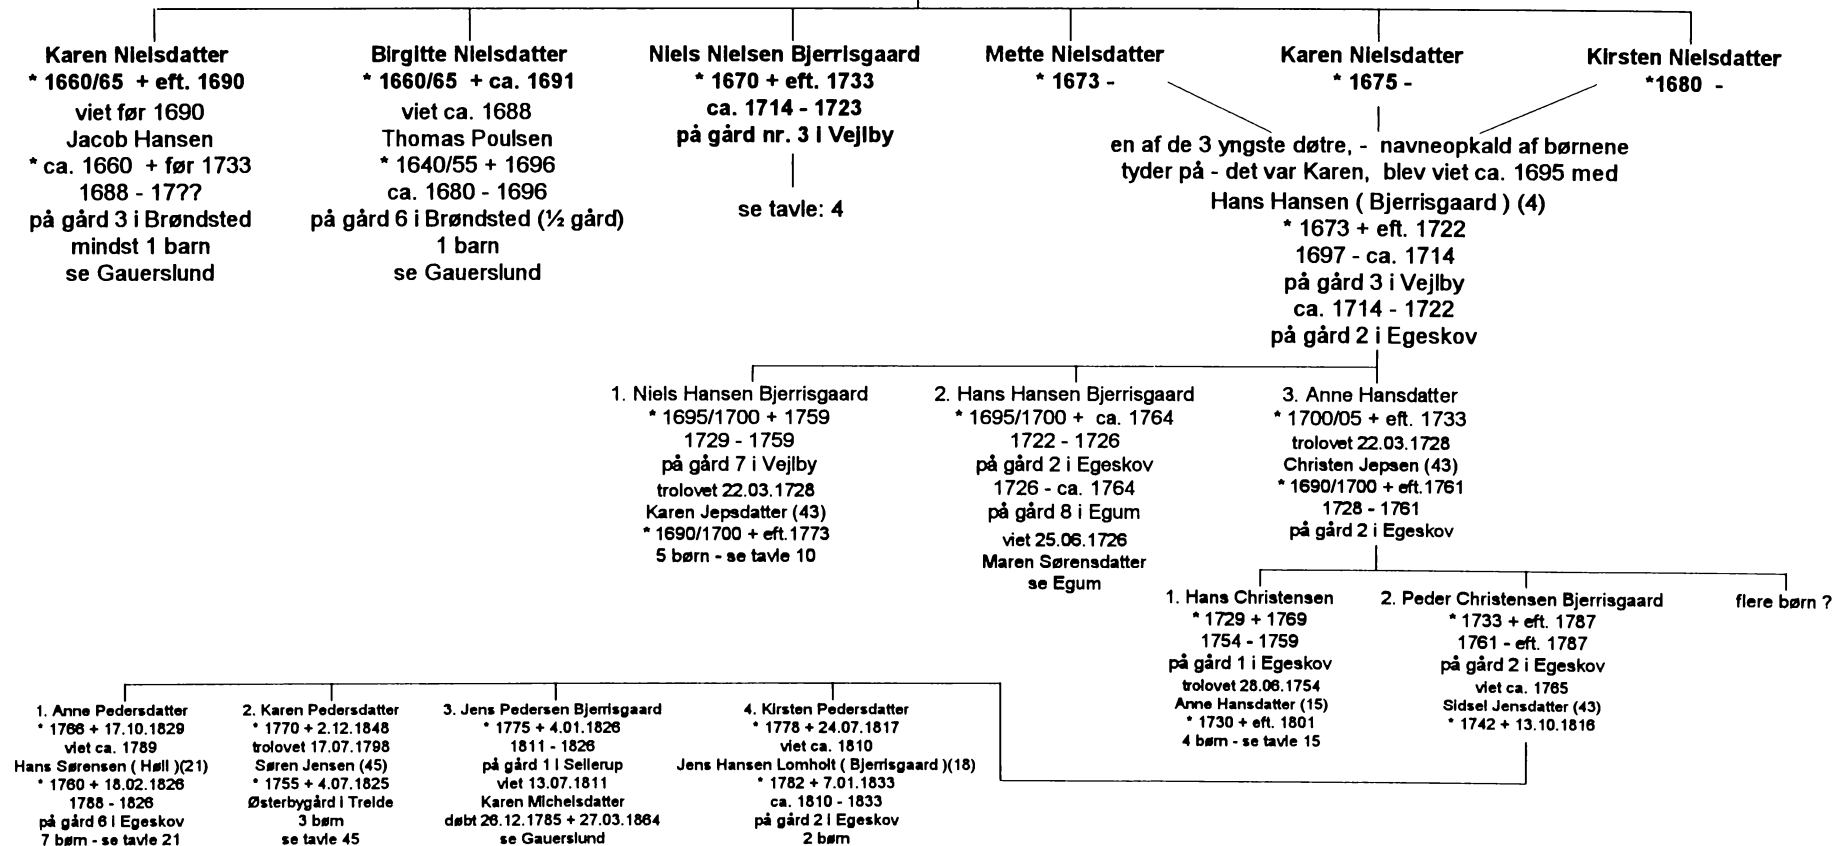 Karen Nielsdatter
* 1660/65 + eft. 1690
viet før 1690
Jacob Hansen
* ca. 1660 + før 1733
1688 - 17??
på gård 3 i Brøndsted
mindst 1 barn
se Gauerslund
Birgitte Nielsdatter
* 1660/65 + ca. 1691
viet ca. 1688
Thomas Poulsen
* 1640/55 + 1696
ca. 1680 - 1696
på gård 6 i Brøndsted (½ gård)
1 barn
se Gauerslund
Niels Nielsen Bjerrisgaard
* 1670 + eft. 1733
ca. 1714 - 1723
på gård nr. 3 i Vejlby
se tavle: 4
Mette Nielsdatter
* 1673 -
Karen Nielsdatter
* 1675 -
Kirsten Nielsdatter
*1680 -
en af de 3 yngste døtre, - navneopkald af børnene
tyder på - det var Karen, blev viet ca. 1695 med
Hans Hansen ( Bjerrisgaard ) (4)
* 1673 + eft. 1722
1697 - ca. 1714
på gård 3 i Vejlby
ca. 1714 - 1722
på gård 2 i Egeskov
1. Niels Hansen Bjerrisgaard
* 1695/1700 + 1759
1729 - 1759
på gård 7 i Vejlby
trolovet 22.03.1728
Karen Jepsdatter (43)
* 1690/1700 + eft.1773
5 børn - se tavle 10
2. Hans Hansen Bjerrisgaard
* 1695/1700 + ca. 1764
1722 - 1726
på gård 2 i Egeskov
1726 - ca. 1764
på gård 8 i Egum
viet 25.06.1726
Maren Sørensdatter
se Egum
3. Anne Hansdatter
* 1700/05 + eft. 1733
trolovet 22.03.1728
Christen Jepsen (43)
* 1690/1700 + eft.1761
1728 - 1761
på gård 2 i Egeskov
1. Hans Christensen
* 1729 + 1769
1754 - 1759
på gård 1 i Egeskov
trolovet 28.06.1754
Anne Hansdatter (15)
* 1730 + eft. 1801
4 børn - se tavle 15
2. Peder Christensen Bjerrisgaard
* 1733 + eft. 1787
1761 - eft. 1787
på gård 2 i Egeskov
viet ca. 1765
Sidsel Jensdatter (43)
* 1742 + 13.10.1816
flere børn ?
1. Anne Pedersdatter
* 1766 + 17.10.1829
viet ca. 1789
Hans Sørensen ( Høll )(21)
* 1760 + 18.02.1826
1788 - 1826
på gård 6 i Egeskov
7 børn - se tavle 21
2. Karen Pedersdatter
* 1770 + 2.12.1848
trolovet 17.07.1798
Søren Jensen (45)
* 1755 + 4.07.1825
Østerbygård i Trelde
3 børn
se tavle 45
3. Jens Pedersen Bjerrisgaard
* 1775 + 4.01.1826
1811 - 1826
på gård 1 i Sellerup
viet 13.07.1811
Karen Michelsdatter
døbt 26.12.1785 + 27.03.1864
se Gauerslund
4. Kirsten Pedersdatter
* 1778 + 24.07.1817
viet ca. 1810
Jens Hansen Lomholt ( Bjerrisgaard )(18)
* 1782 + 7.01.1833
ca. 1810 - 1833
på gård 2 i Egeskov
2 børn